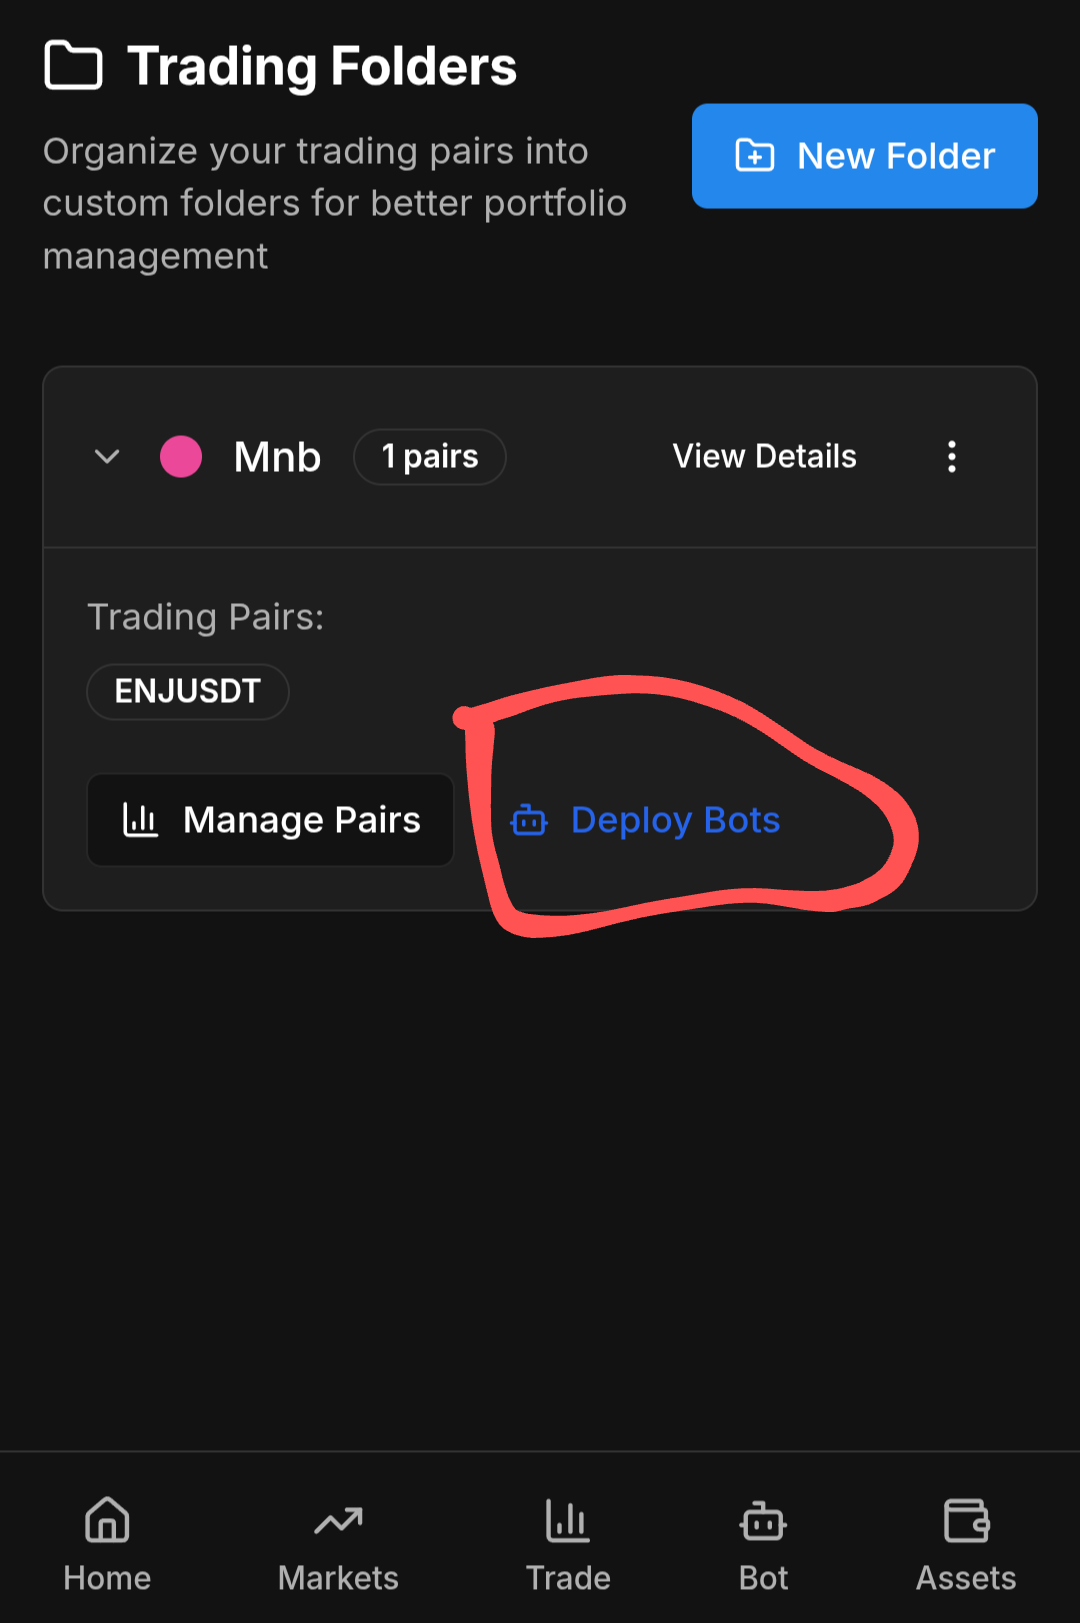 Trading Folders
Organize your trading pairs into
custom folders for better portfolio
management
New Folder
Mnb
1 pairs
View Details
Trading Pairs:
ENJUSDT
Manage Pairs
Deploy Bots
Home
Markets
Trade
Bot
Assets